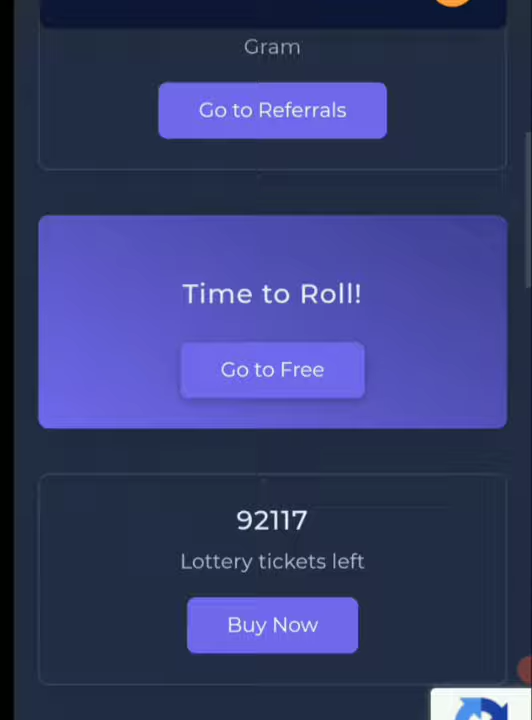 Gram
Go to Referrals
Time to Roll!
Go to Free
92117
Lottery tickets left
Buy Now